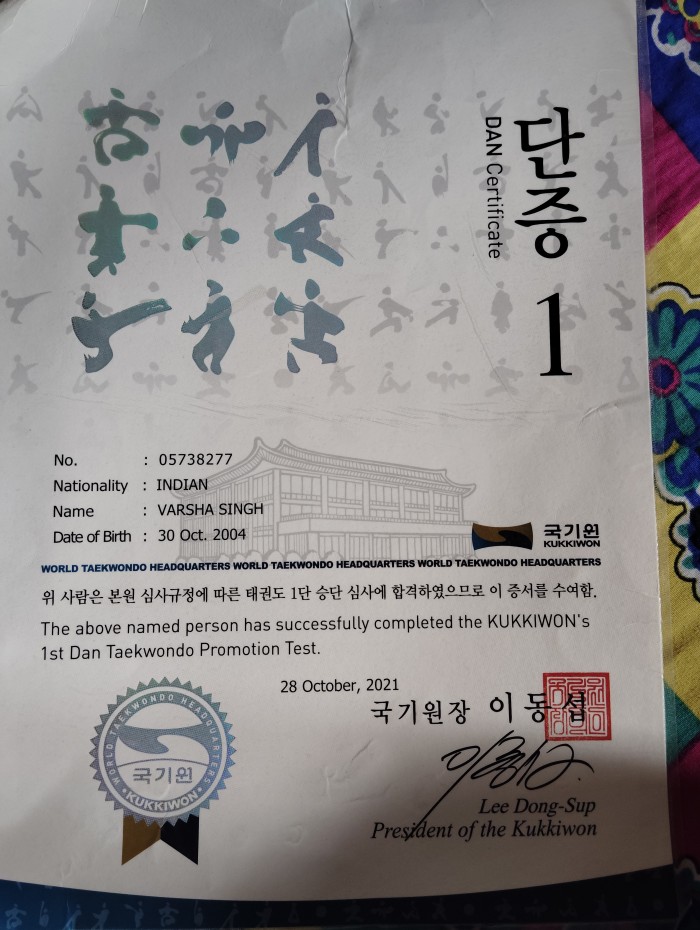 단증
DAN Certificate
1
No. : 05738277
Nationality : INDIAN
Name : VARSHA SINGH
Date of Birth : 30 Oct. 2004
국기원
KUKKIWON
WORLD TAEKWONDO HEADQUARTERS WORLD TAEKWONDO HEADQUARTERS WORLD TAEKWONDO HEADQUARTERS
위 사람은 본원 심사규정에 따른 태권도 1단 승단 심사에 합격하였으므로 이 증서를 수여함.
The above named person has successfully completed the KUKKIWON's
1st Dan Taekwondo Promotion Test.
28 October, 2021
국기원장 이동섭
Lee Dong-Sup
President of the Kukkiwon
WORLD TAEKWONDO HEADQUARTERS
국기원
KUKKIWON